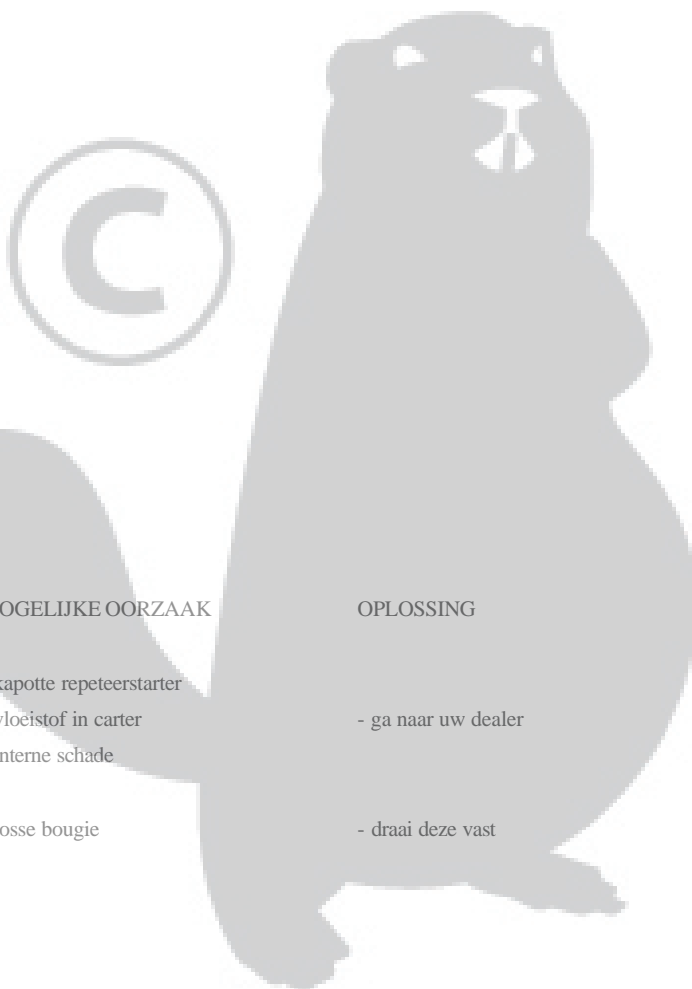 ©
OGELIJKE OORZAAK OPLOSSING
kapotte repeteerstarter
vloeistof in carter - ga naar uw dealer
nterne schade
osse bougie - draai deze vast